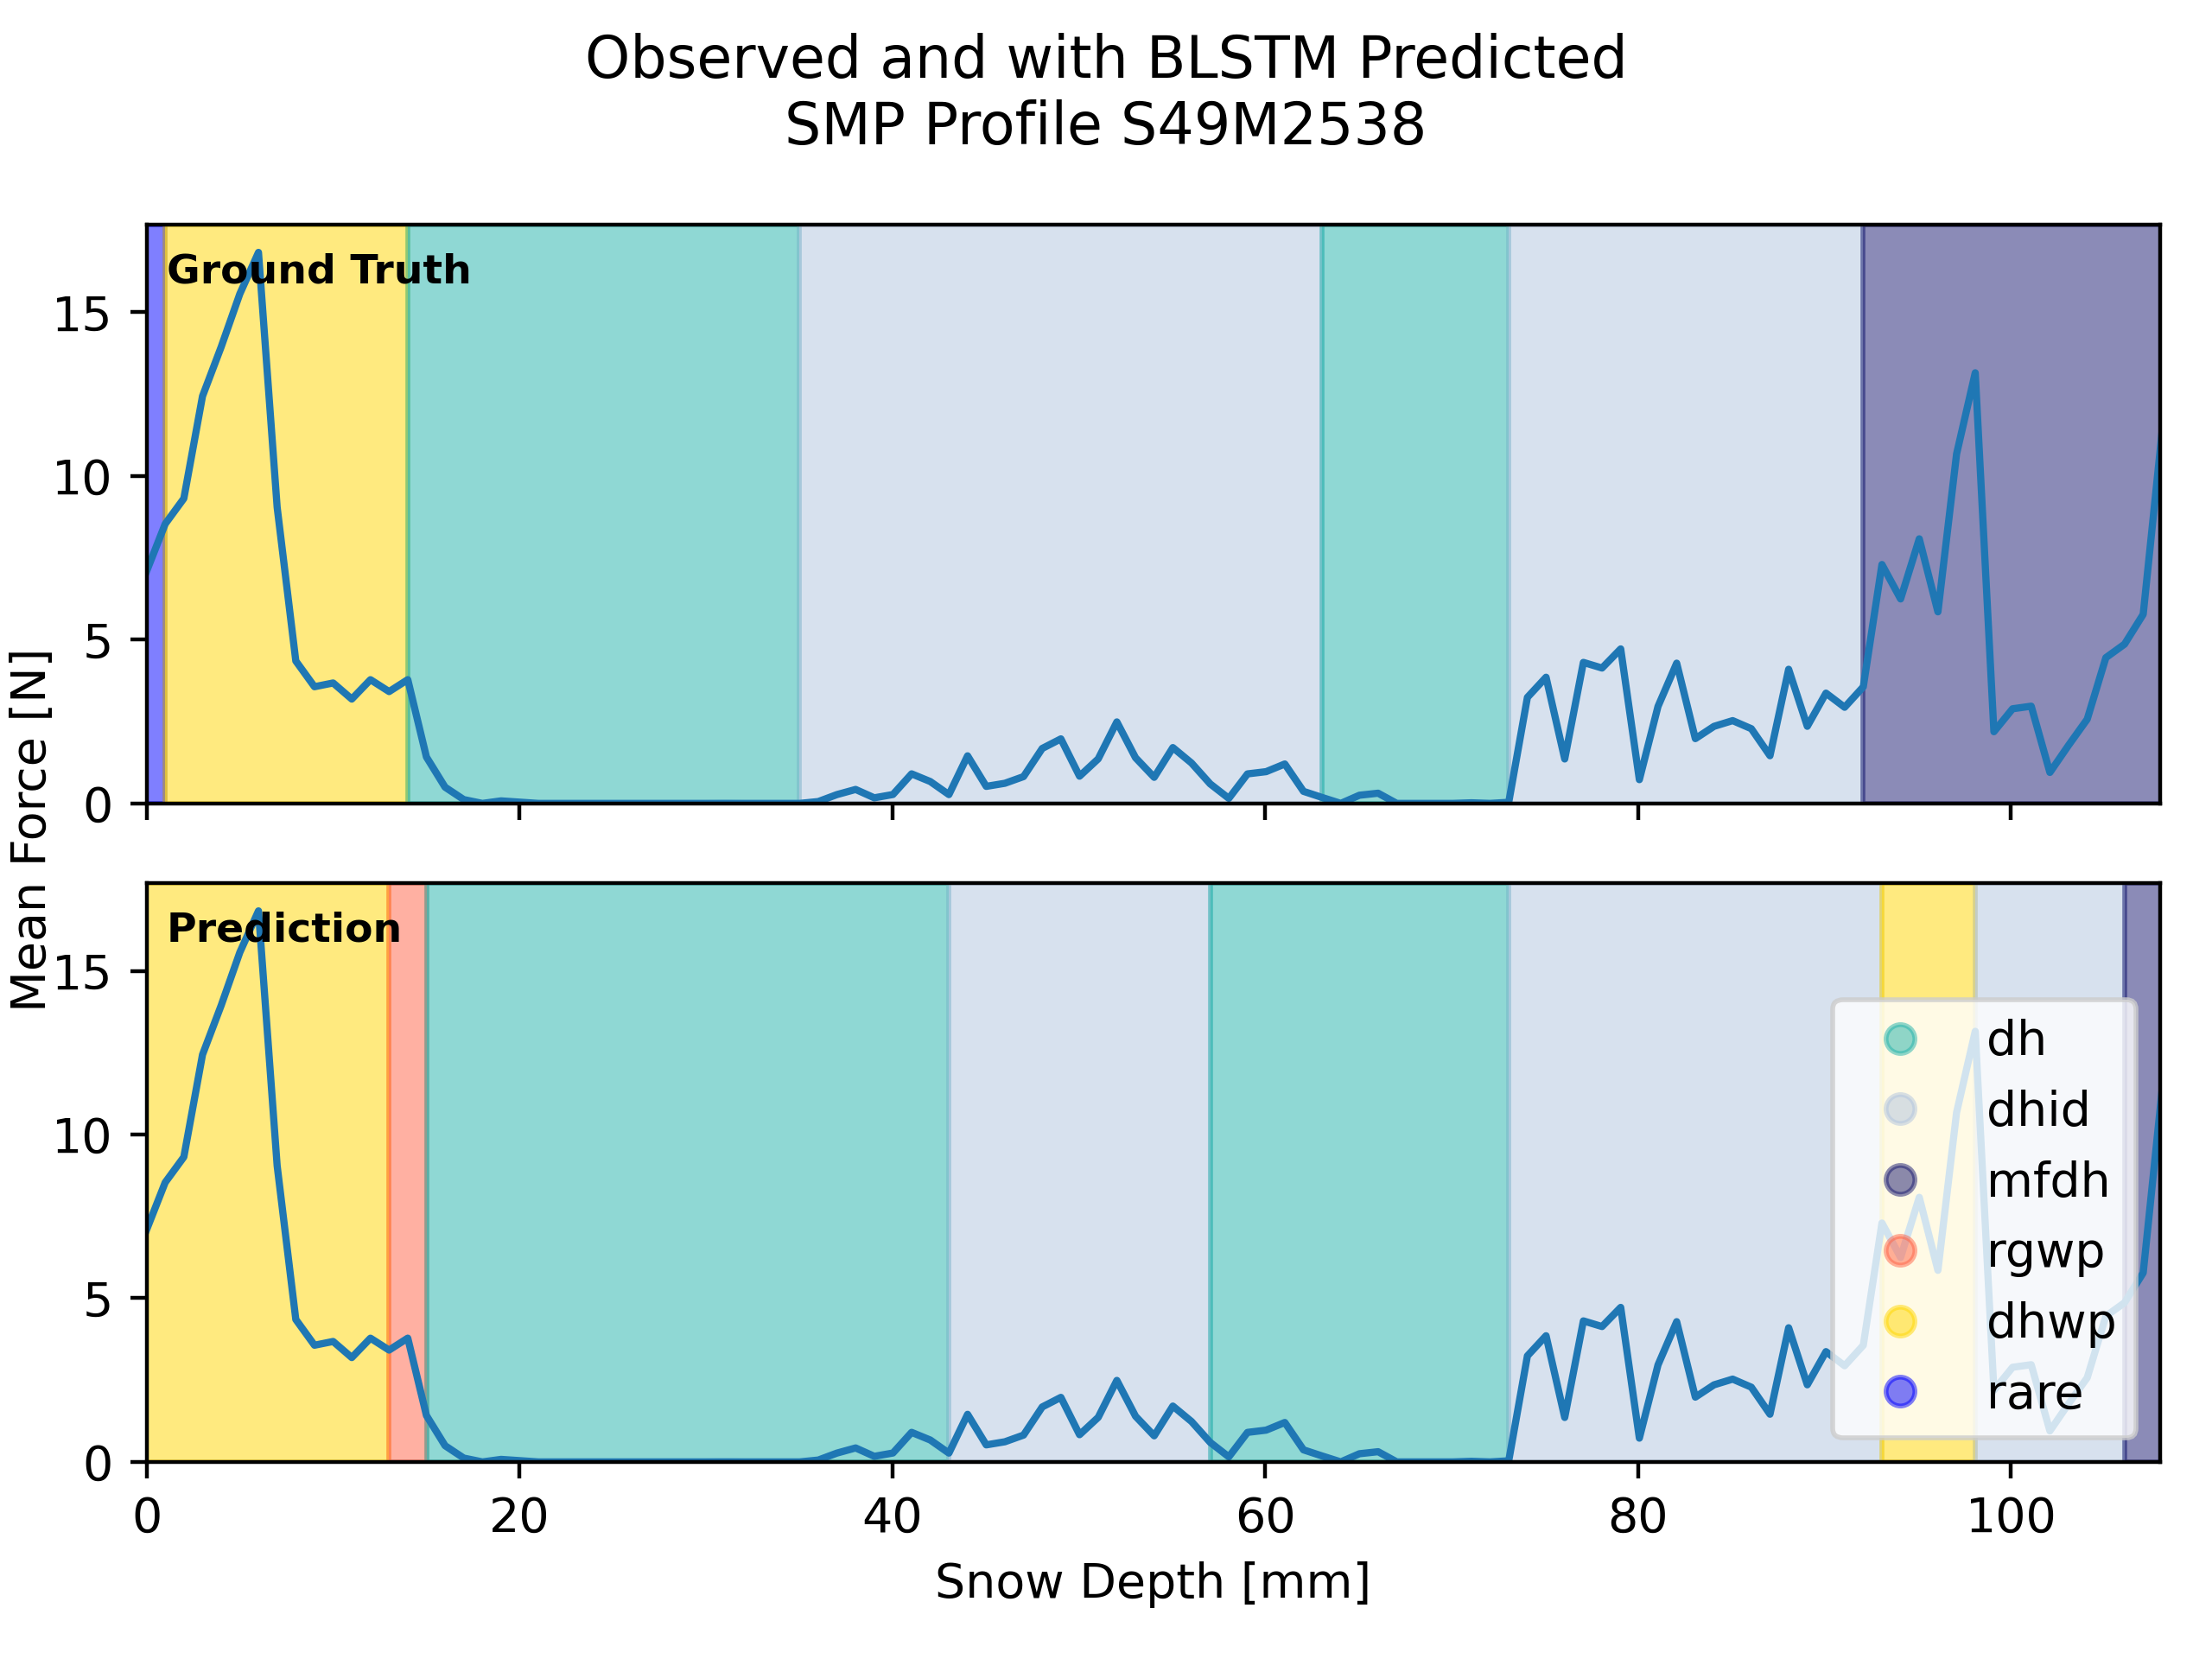 Observed and with BLSTM Predicted
SMP Profile S49M2538
Mean Force [N]
Ground Truth
15
10
5
0
Prediction
15
10
5
0
dh
dhid
mfdh
rgwp
dhwp
rare
0 20 40 60 80 100
Snow Depth [mm]